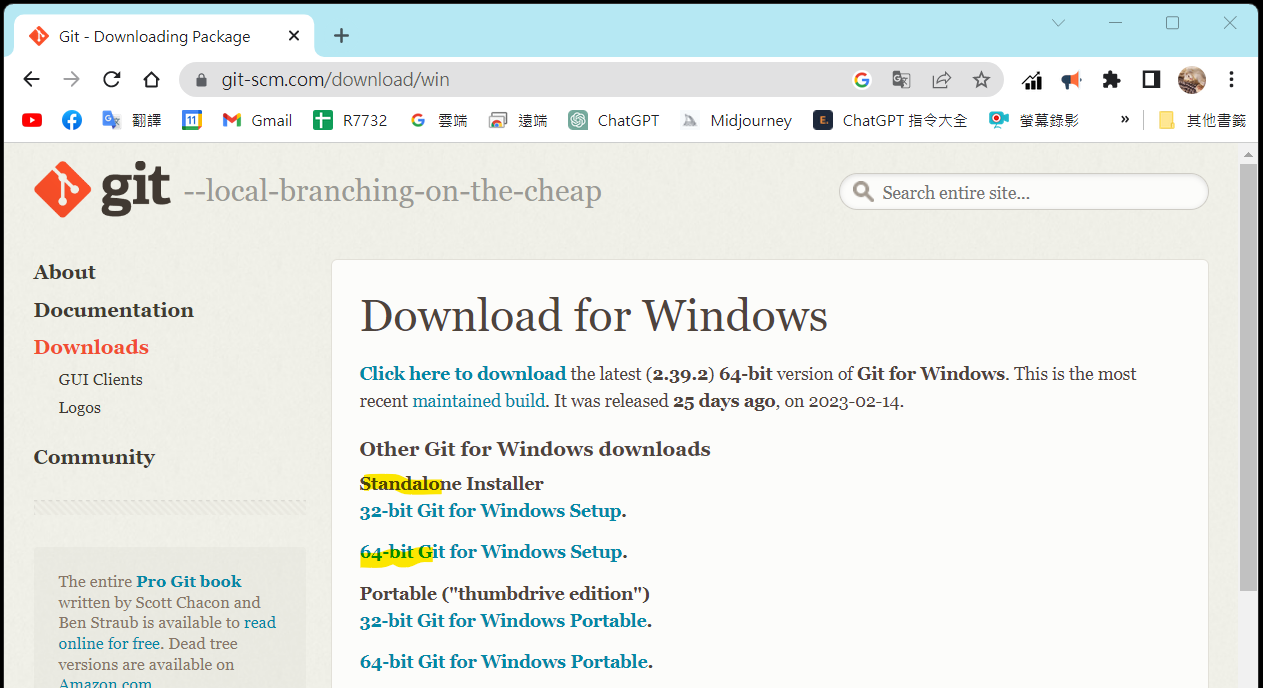 Git - Downloading Package
git-scm.com/download/win
翻譯
11
Gmail
R7732
雲端
遠端
ChatGPT
Midjourney
E.
ChatGPT 指令大全
螢幕錄影
»
其他書籤
git --local-branching-on-the-cheap
Search entire site...
About
Documentation
Downloads
GUI Clients
Logos
Community
The entire Pro Git book
written by Scott Chacon and
Ben Straub is available to read
online for free. Dead tree
versions are available on
Amazon.com
Download for Windows
Click here to download the latest (2.39.2) 64-bit version of Git for Windows. This is the most
recent maintained build. It was released 25 days ago, on 2023-02-14.
Other Git for Windows downloads
Standalone Installer
32-bit Git for Windows Setup.
64-bit Git for Windows Setup.
Portable ("thumbdrive edition")
32-bit Git for Windows Portable.
64-bit Git for Windows Portable.